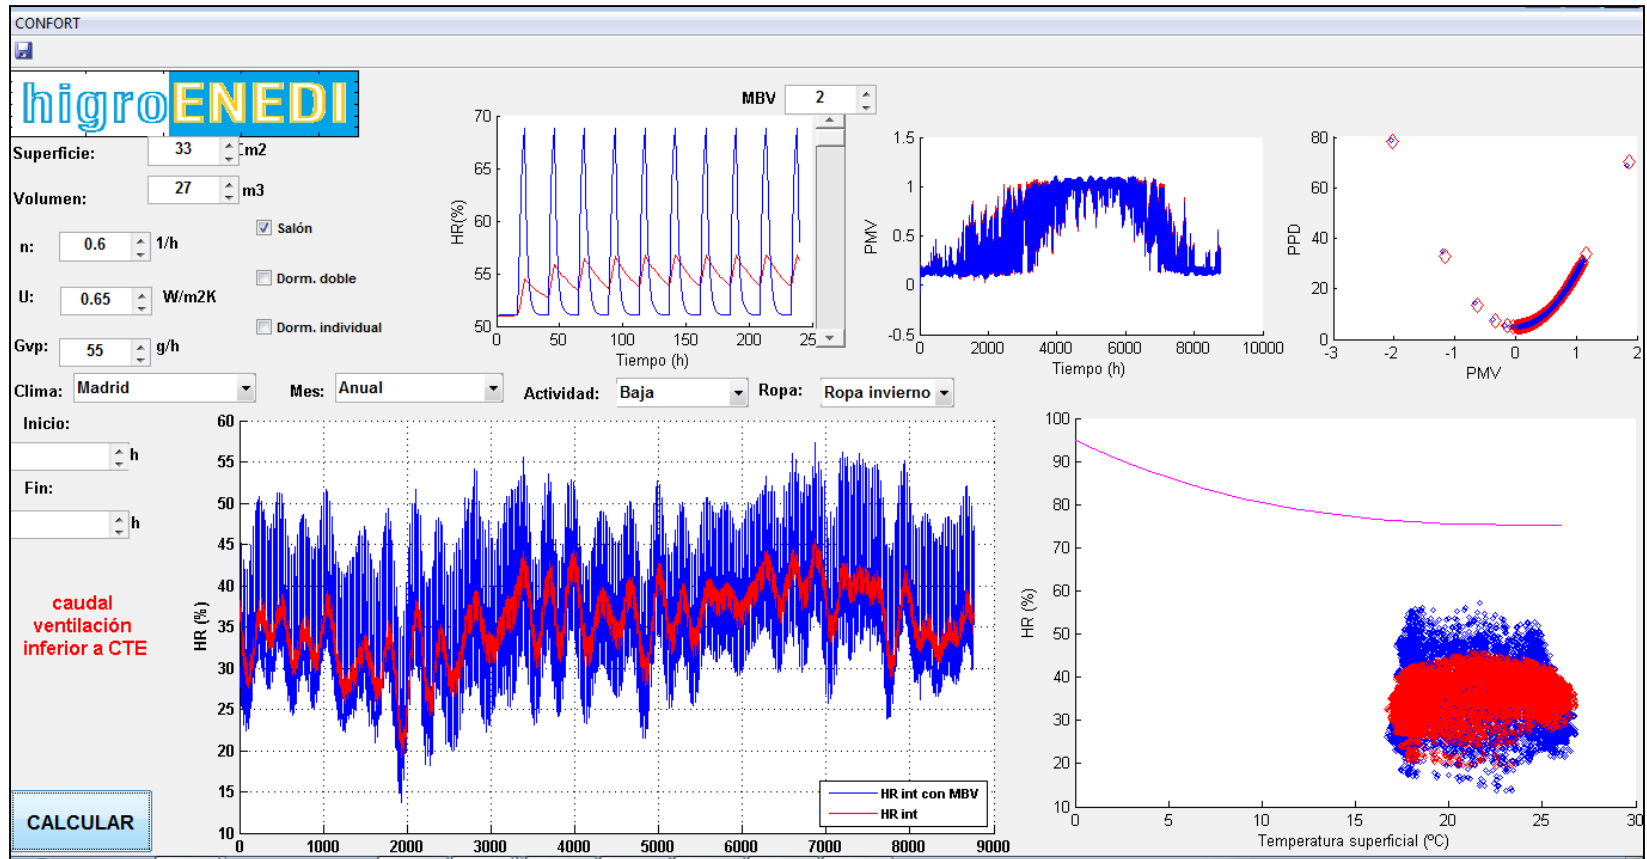 CONFORT
higroENEDI
MBV 2
Superficie: 33 m2
Volumen: 27 m3
n: 0.6 1/h
Salón
U: 0.65 W/m2K
Dorm. doble
Dorm. individual
Gvp: 55 g/h
70
65
60
55
50
HR(%)
0 50 100 150 200 250
Tiempo (h)
1.5
1
0.5
0
-0.5
PMV
0 2000 4000 6000 8000 10000
Tiempo (h)
80
60
40
20
0
PPD
-3 -2 -1 0 1 2
PMV
Clima: Madrid Mes: Anual Actividad: Baja Ropa: Ropa invierno
Inicio:
h
Fin:
h
caudal
ventilación
inferior a CTE
CALCULAR
60
55
50
45
40
35
30
25
20
15
10
HR (%)
0 1000 2000 3000 4000 5000 6000 7000 8000 9000
HR int con MBV
HR int
100
90
80
70
60
50
40
30
20
10
HR (%)
0 5 10 15 20 25 30
Temperatura superficial (ºC)